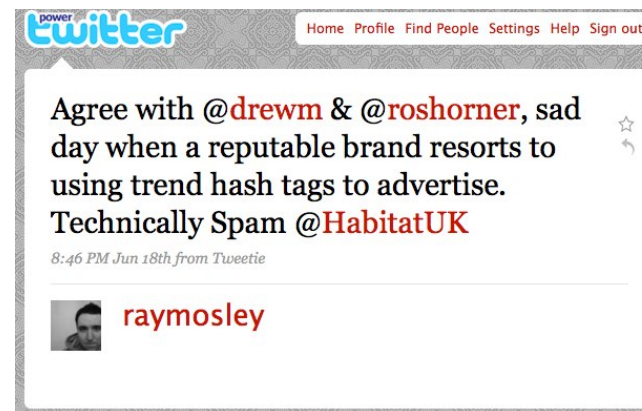 power
twitter
Home Profile Find People Settings Help Sign out
Agree with @drewm & @roshorner, sad
day when a reputable brand resorts to
using trend hash tags to advertise.
Technically Spam @HabitatUK
8:46 PM Jun 18th from Tweetie
raymosley